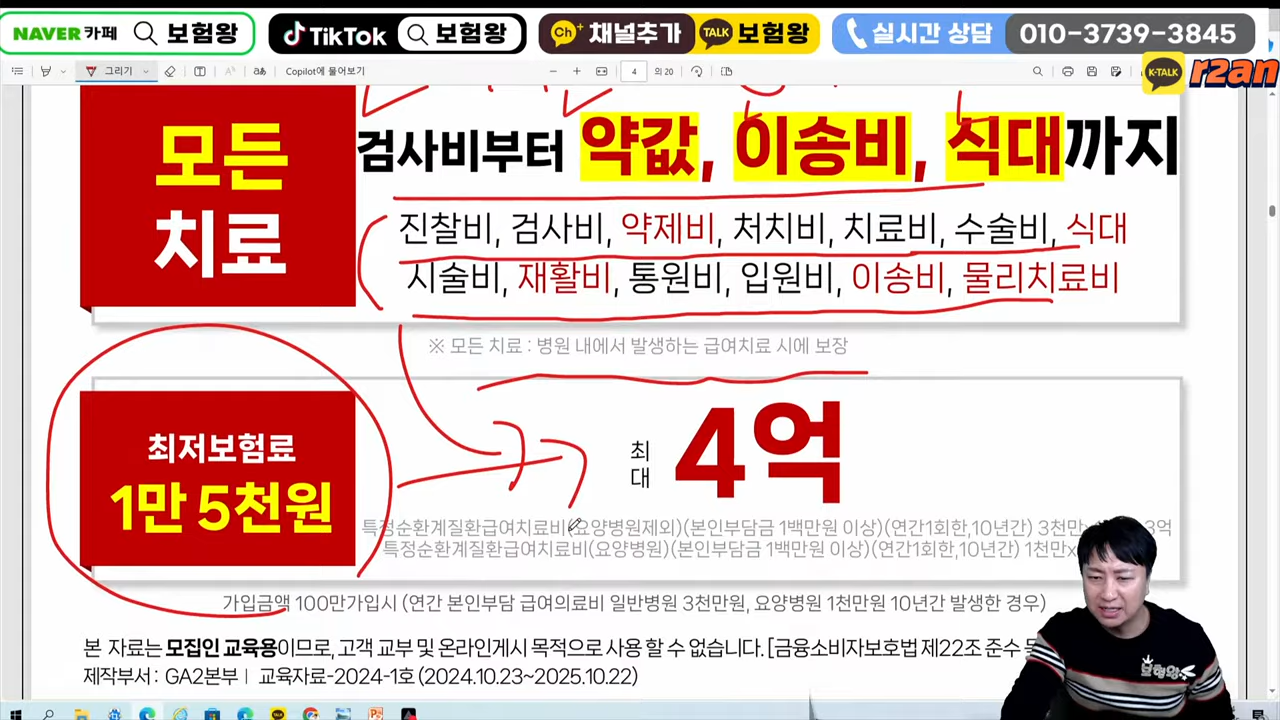 NAVER 카페 보험왕 TikTok 보험왕 Ch+ 채널추가 TALK 보험왕 실시간 상담 010-3739-3845
그리기 Copilot에 물어보기 4 의 20 K-TALK r2an
모든
치료
검사비부터 약값, 이송비, 식대까지
진찰비, 검사비, 약제비, 처치비, 치료비, 수술비, 식대
시술비, 재활비, 통원비, 입원비, 이송비, 물리치료비
※ 모든 치료 : 병원 내에서 발생하는 급여치료 시에 보장
최저보험료
1만 5천원
최대 4억
특정순환계질환급여치료비(요양병원제외)(본인부담금 1백만원 이상)(연간1회한,10년간) 3천만x 3억
특정순환계질환급여치료비(요양병원)(본인부담금 1백만원 이상)(연간1회한,10년간) 1천만x
가입금액 100만가입시 (연간 본인부담 급여의료비 일반병원 3천만원, 요양병원 1천만원 10년간 발생한 경우)
본 자료는 모집인 교육용이므로, 고객 교부 및 온라인게시 목적으로 사용 할 수 없습니다. [금융소비자보호법 제22조 준수
제작부서 : GA2본부 | 교육자료-2024-1호 (2024.10.23~2025.10.22)
보험왕